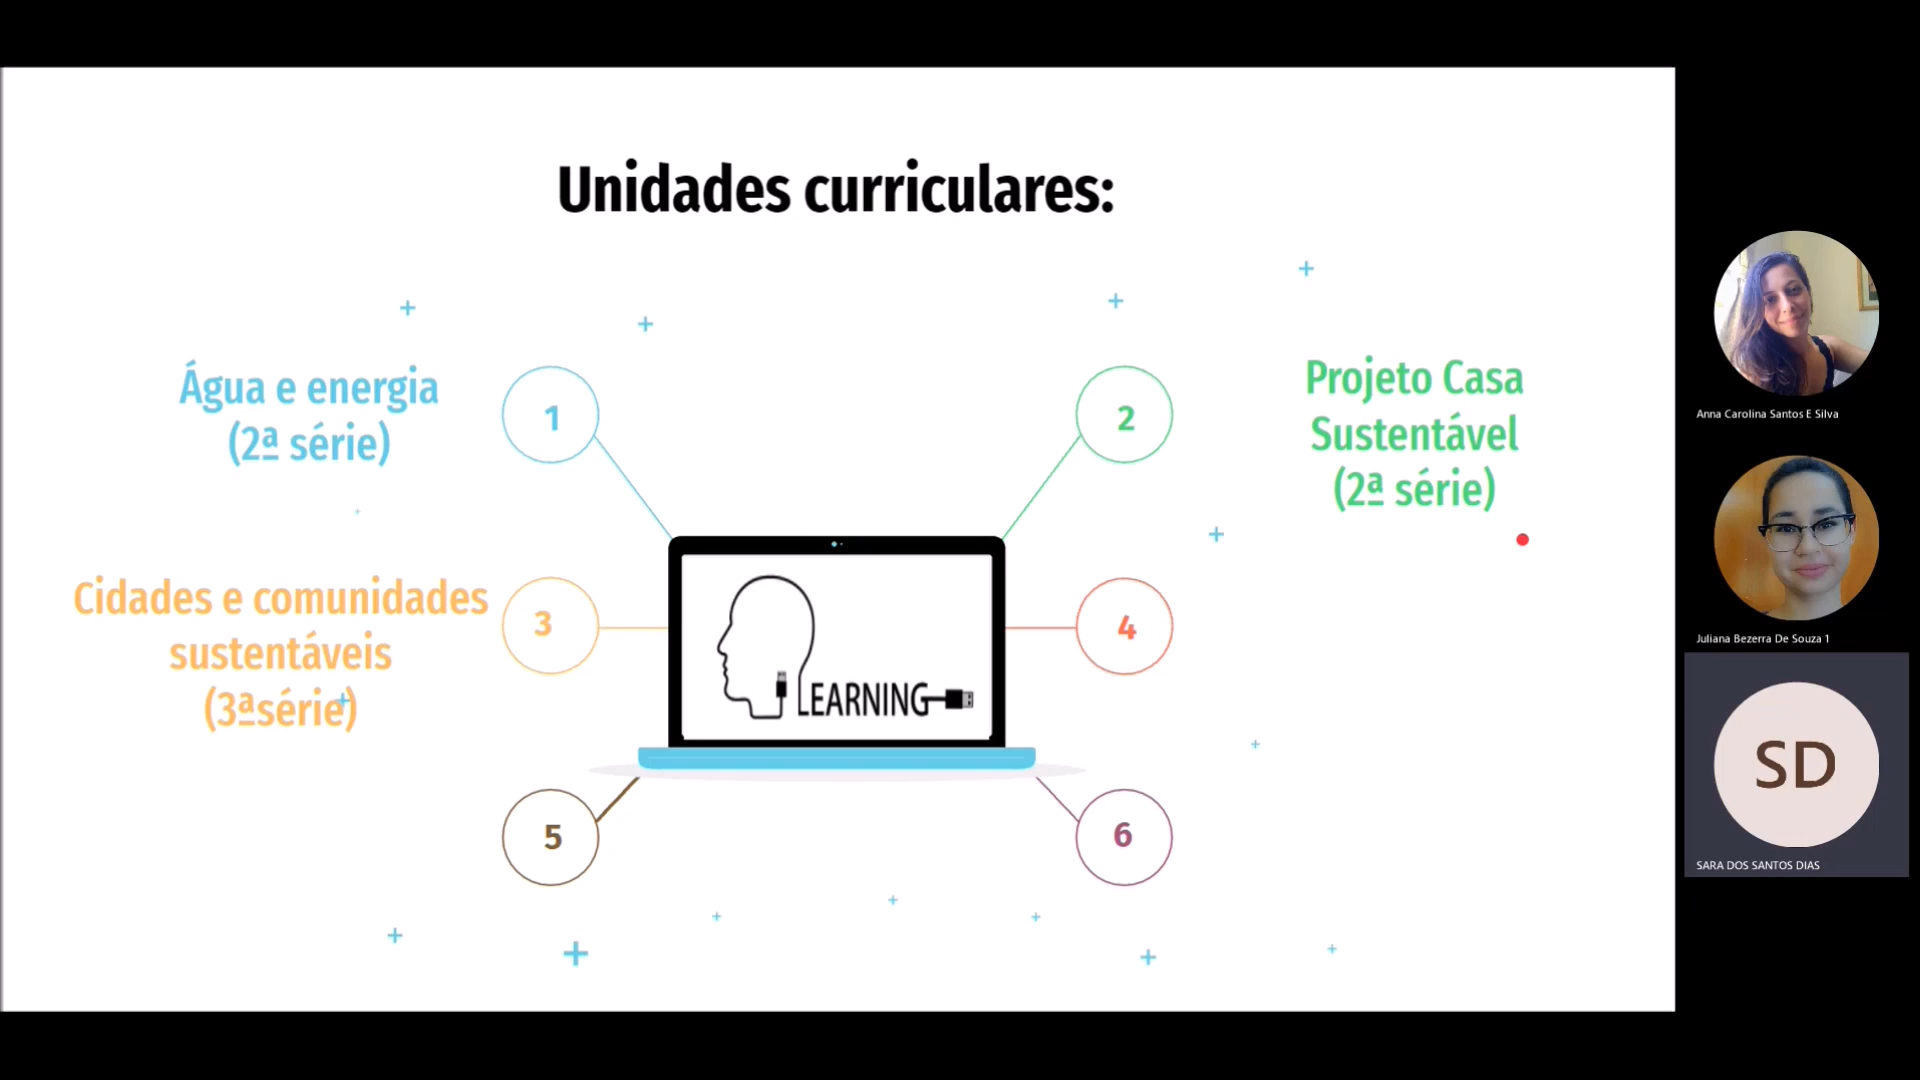 Unidades curriculares:
Água e energia
(2ª série)
1
2
Projeto Casa
Sustentável
(2ª série)
Cidades e comunidades
sustentáveis
(3ªsérie)
3
4
LEARNING
5
6
Anna Carolina Santos E Silva
Juliana Bezerra De Souza 1
SD
SARA DOS SANTOS DIAS